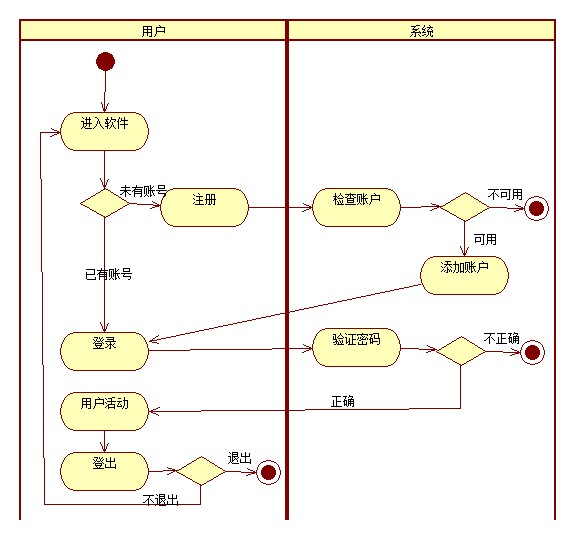 用户
系统
进入软件
未有账号
注册
检查账户
不可用
可用
添加账户
已有账号
登录
验证密码
不正确
正确
用户活动
登出
退出
不退出